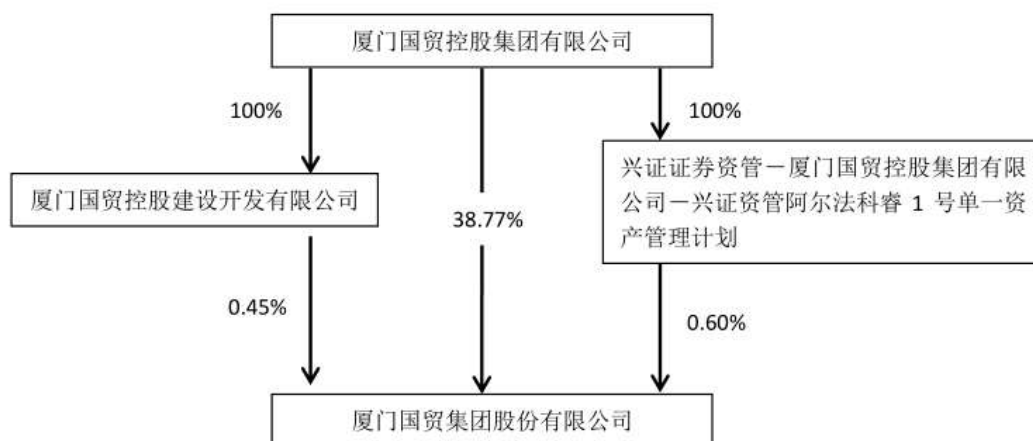 厦门国贸控股集团有限公司
100%
100%
厦门国贸控股建设开发有限公司
38.77%
兴证证券资管－厦门国贸控股集团有限
公司－兴证资管阿尔法科睿 1 号单一资
产管理计划
0.45%
0.60%
厦门国贸集团股份有限公司